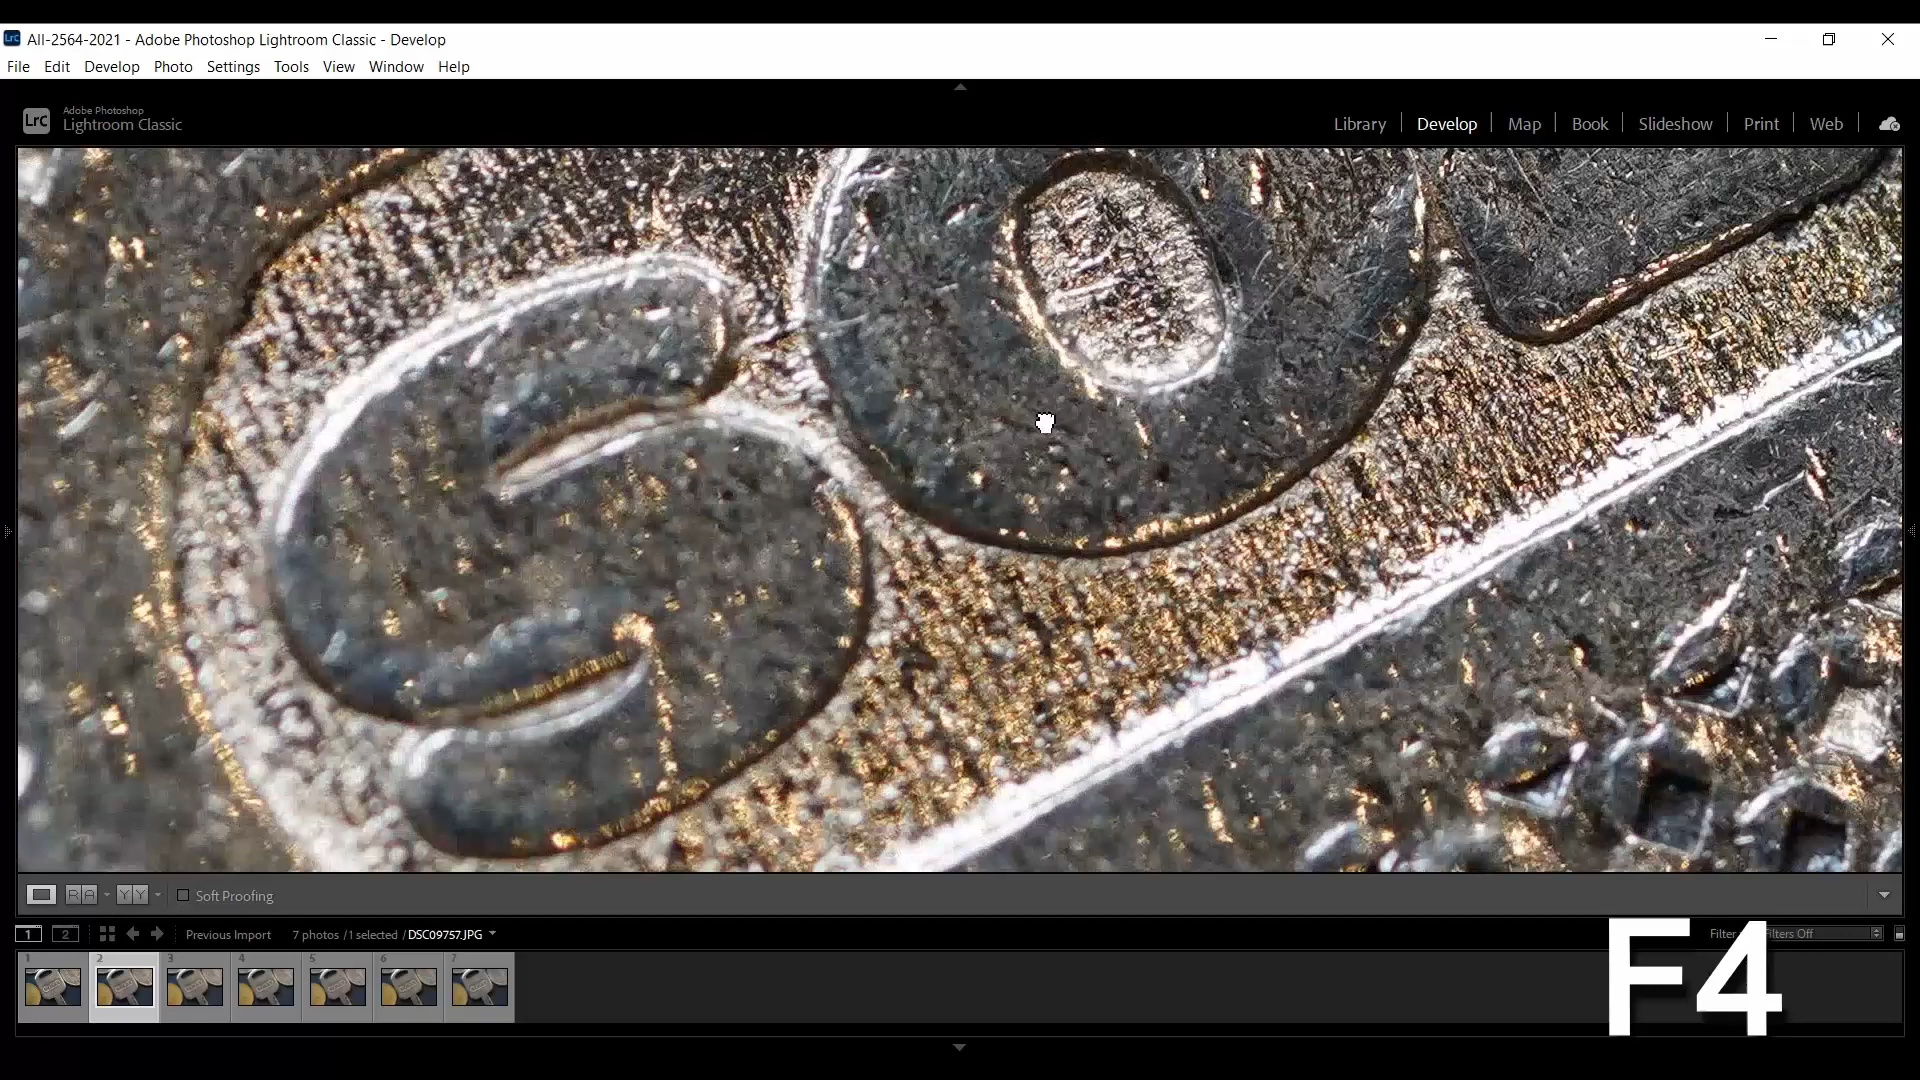 All-2564-2021 - Adobe Photoshop Lightroom Classic - Develop
File Edit Develop Photo Settings Tools View Window Help
LrC
Adobe Photoshop
Lightroom Classic
Library Develop Map Book Slideshow Print Web
Soft Proofing
1 2 Previous Import 7 photos / 1 selected / DSC09757.JPG
Filter Filters Off
1 2 3 4 5 6 7
F4